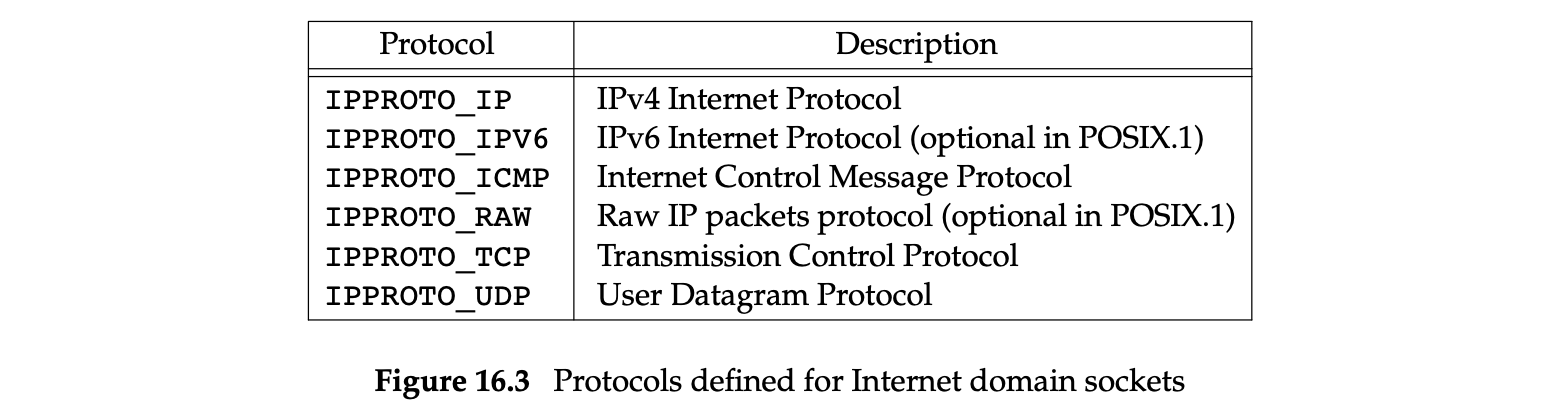 Protocol Description
IPPROTO_IP IPv4 Internet Protocol
IPPROTO_IPV6 IPv6 Internet Protocol (optional in POSIX.1)
IPPROTO_ICMP Internet Control Message Protocol
IPPROTO_RAW Raw IP packets protocol (optional in POSIX.1)
IPPROTO_TCP Transmission Control Protocol
IPPROTO_UDP User Datagram Protocol
Figure 16.3 Protocols defined for Internet domain sockets